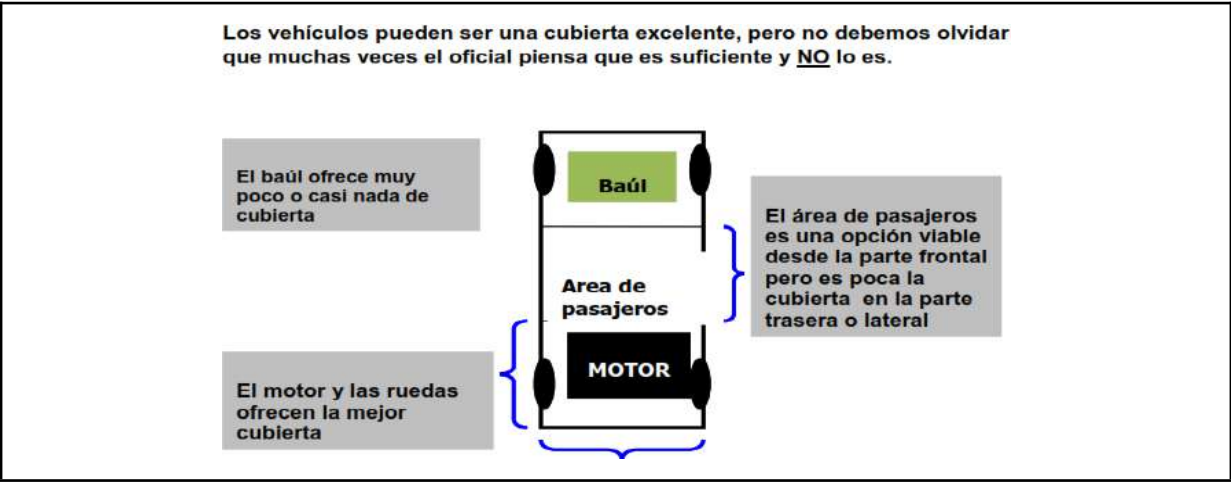 Los vehículos pueden ser una cubierta excelente, pero no debemos olvidar
que muchas veces el oficial piensa que es suficiente y NO lo es.
El baúl ofrece muy
poco o casi nada de
cubierta
Baúl
El área de pasajeros
es una opción viable
desde la parte frontal
pero es poca la
cubierta en la parte
trasera o lateral
Area de
pasajeros
MOTOR
El motor y las ruedas
ofrecen la mejor
cubierta